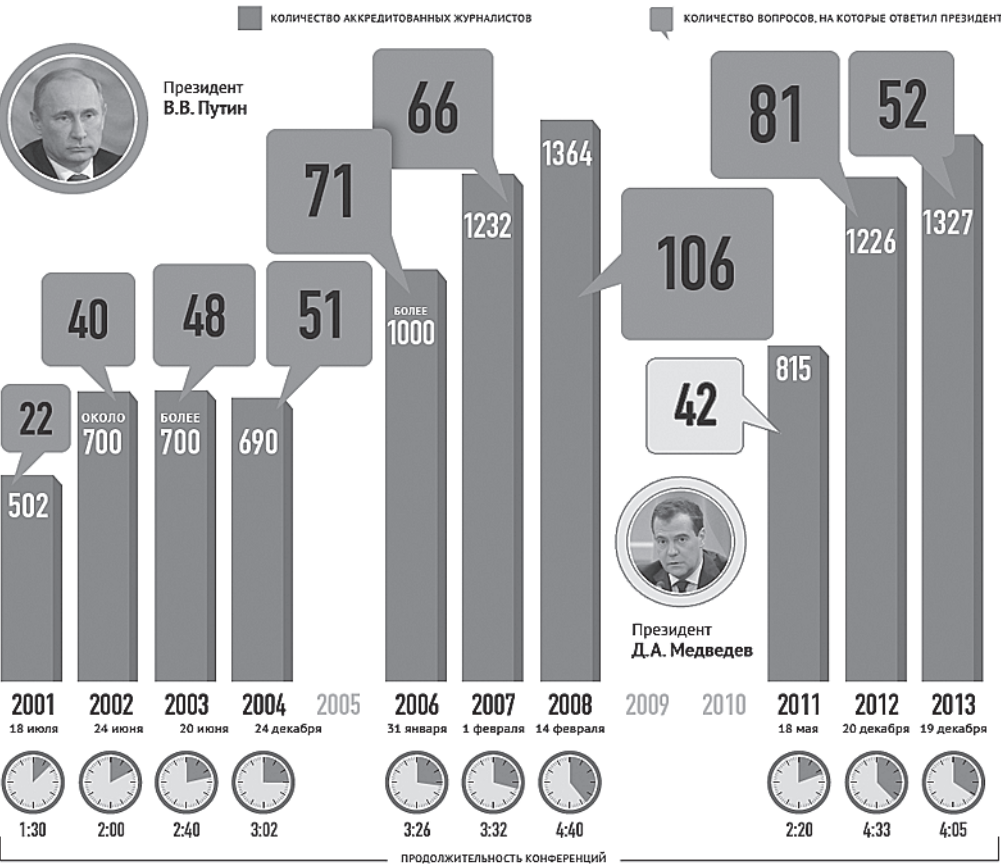 КОЛИЧЕСТВО АККРЕДИТОВАННЫХ ЖУРНАЛИСТОВ
КОЛИЧЕСТВО ВОПРОСОВ, НА КОТОРЫЕ ОТВЕТИЛ ПРЕЗИДЕНТ
Президент
В.В. Путин
22
40
48
51
71
66
106
42
81
52
502
ОКОЛО
700
БОЛЕЕ
700
690
БОЛЕЕ
1000
1232
1364
815
1226
1327
Президент
Д.А. Медведев
2001 2002 2003 2004 2005 2006 2007 2008 2009 2010 2011 2012 2013
18 июля 24 июня 20 июня 24 декабря 31 января 1 февраля 14 февраля 18 мая 20 декабря 19 декабря
1:30 2:00 2:40 3:02 3:26 3:32 4:40 2:20 4:33 4:05
ПРОДОЛЖИТЕЛЬНОСТЬ КОНФЕРЕНЦИЙ